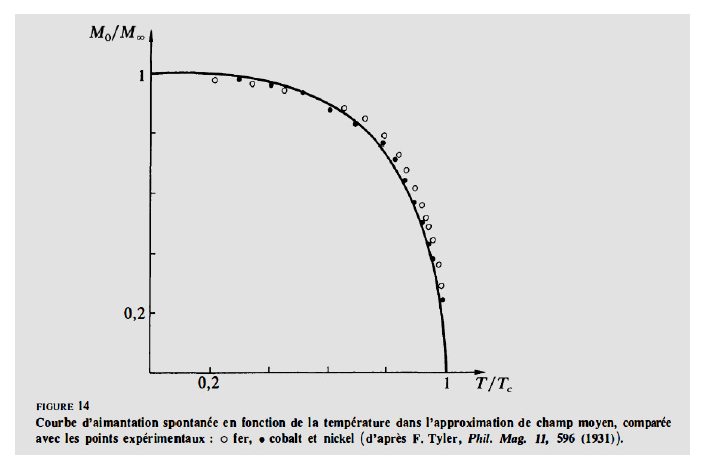 M₀/M∞
1
0,2
0,2
1
T/Tc
FIGURE 14
Courbe d'aimantation spontanée en fonction de la température dans l'approximation de champ moyen, comparée
avec les points expérimentaux : o fer, • cobalt et nickel (d'après F. Tyler, Phil. Mag. 11, 596 (1931)).